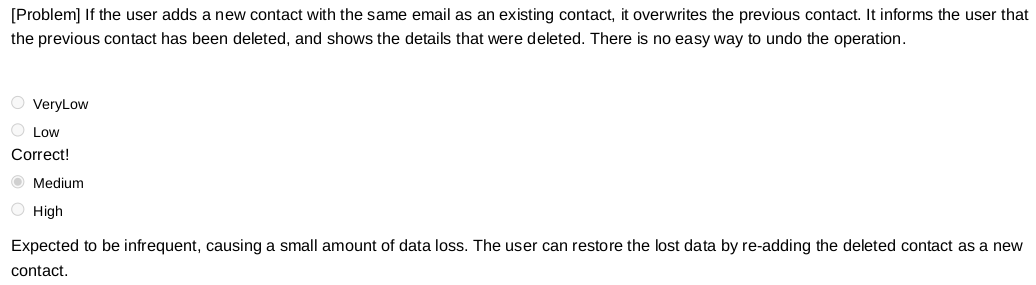 [Problem] If the user adds a new contact with the same email as an existing contact, it overwrites the previous contact. It informs the user that
the previous contact has been deleted, and shows the details that were deleted. There is no easy way to undo the operation.
VeryLow
Low
Correct!
Medium
High
Expected to be infrequent, causing a small amount of data loss. The user can restore the lost data by re-adding the deleted contact as a new
contact.